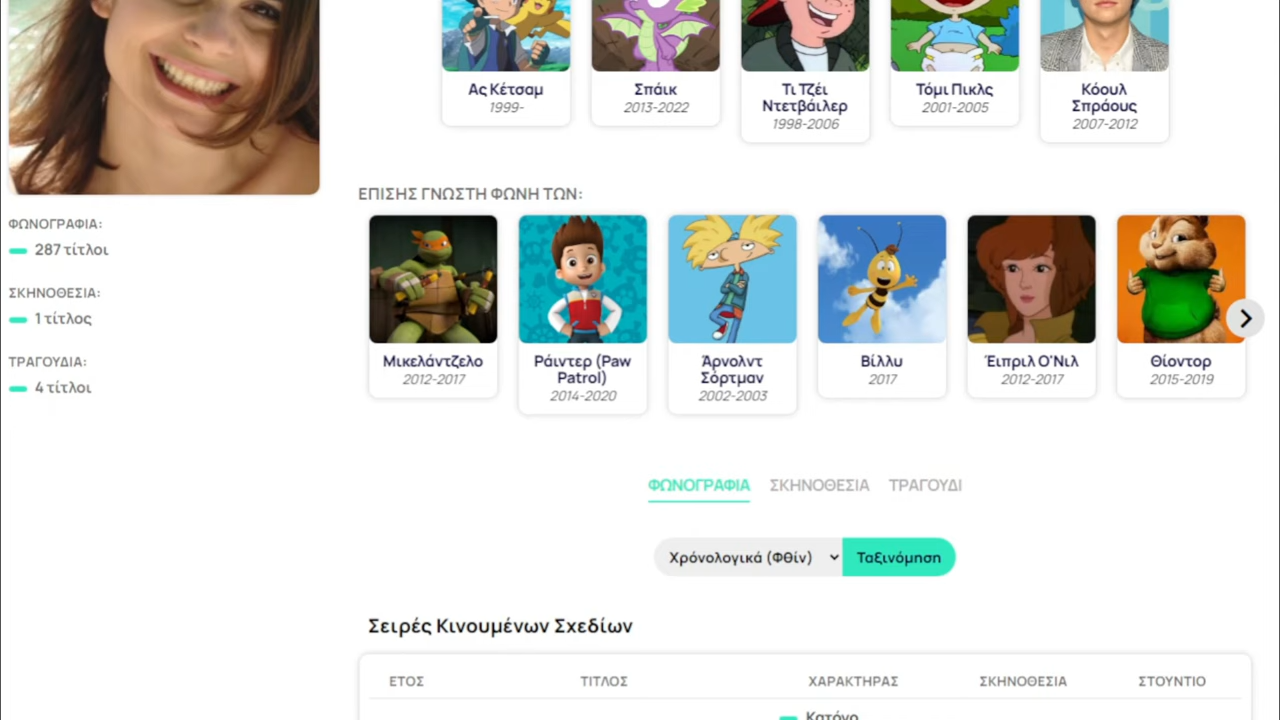 Ας Κέτσαμ
1999-
Σπάικ
2013-2022
Τι Τζέι
Ντετβάιλερ
1998-2006
Τόμι Πικλς
2001-2005
Κόουλ
Σπράους
2007-2012
ΕΠΙΣΗΣ ΓΝΩΣΤΗ ΦΩΝΗ ΤΩΝ:
ΦΩΝΟΓΡΑΦΙΑ:
287 τίτλοι
ΣΚΗΝΟΘΕΣΙΑ:
1 τίτλος
ΤΡΑΓΟΥΔΙΑ:
4 τίτλοι
Μικελάντζελο
2012-2017
Ράιντερ (Paw
Patrol)
2014-2020
Άρνολντ
Σόρτμαν
2002-2003
Βίλλυ
2017
Έιπριλ Ο'Νιλ
2012-2017
Θίοντορ
2015-2019
ΦΩΝΟΓΡΑΦΙΑ ΣΚΗΝΟΘΕΣΙΑ ΤΡΑΓΟΥΔΙ
Χρόνολογικά (Φθίν) Ταξινόμηση
Σειρές Κινουμένων Σχεδίων
ΕΤΟΣ ΤΙΤΛΟΣ ΧΑΡΑΚΤΗΡΑΣ ΣΚΗΝΟΘΕΣΙΑ ΣΤΟΥΝΤΙΟ